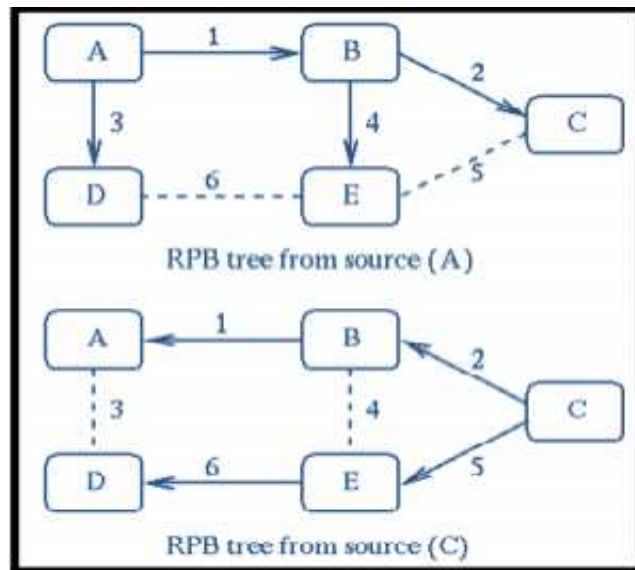 1
A B 2
C
3 4
6 5
D E
RPB tree from source (A)
1
A B 2
3 4 C
6 5
D E
RPB tree from source (C)